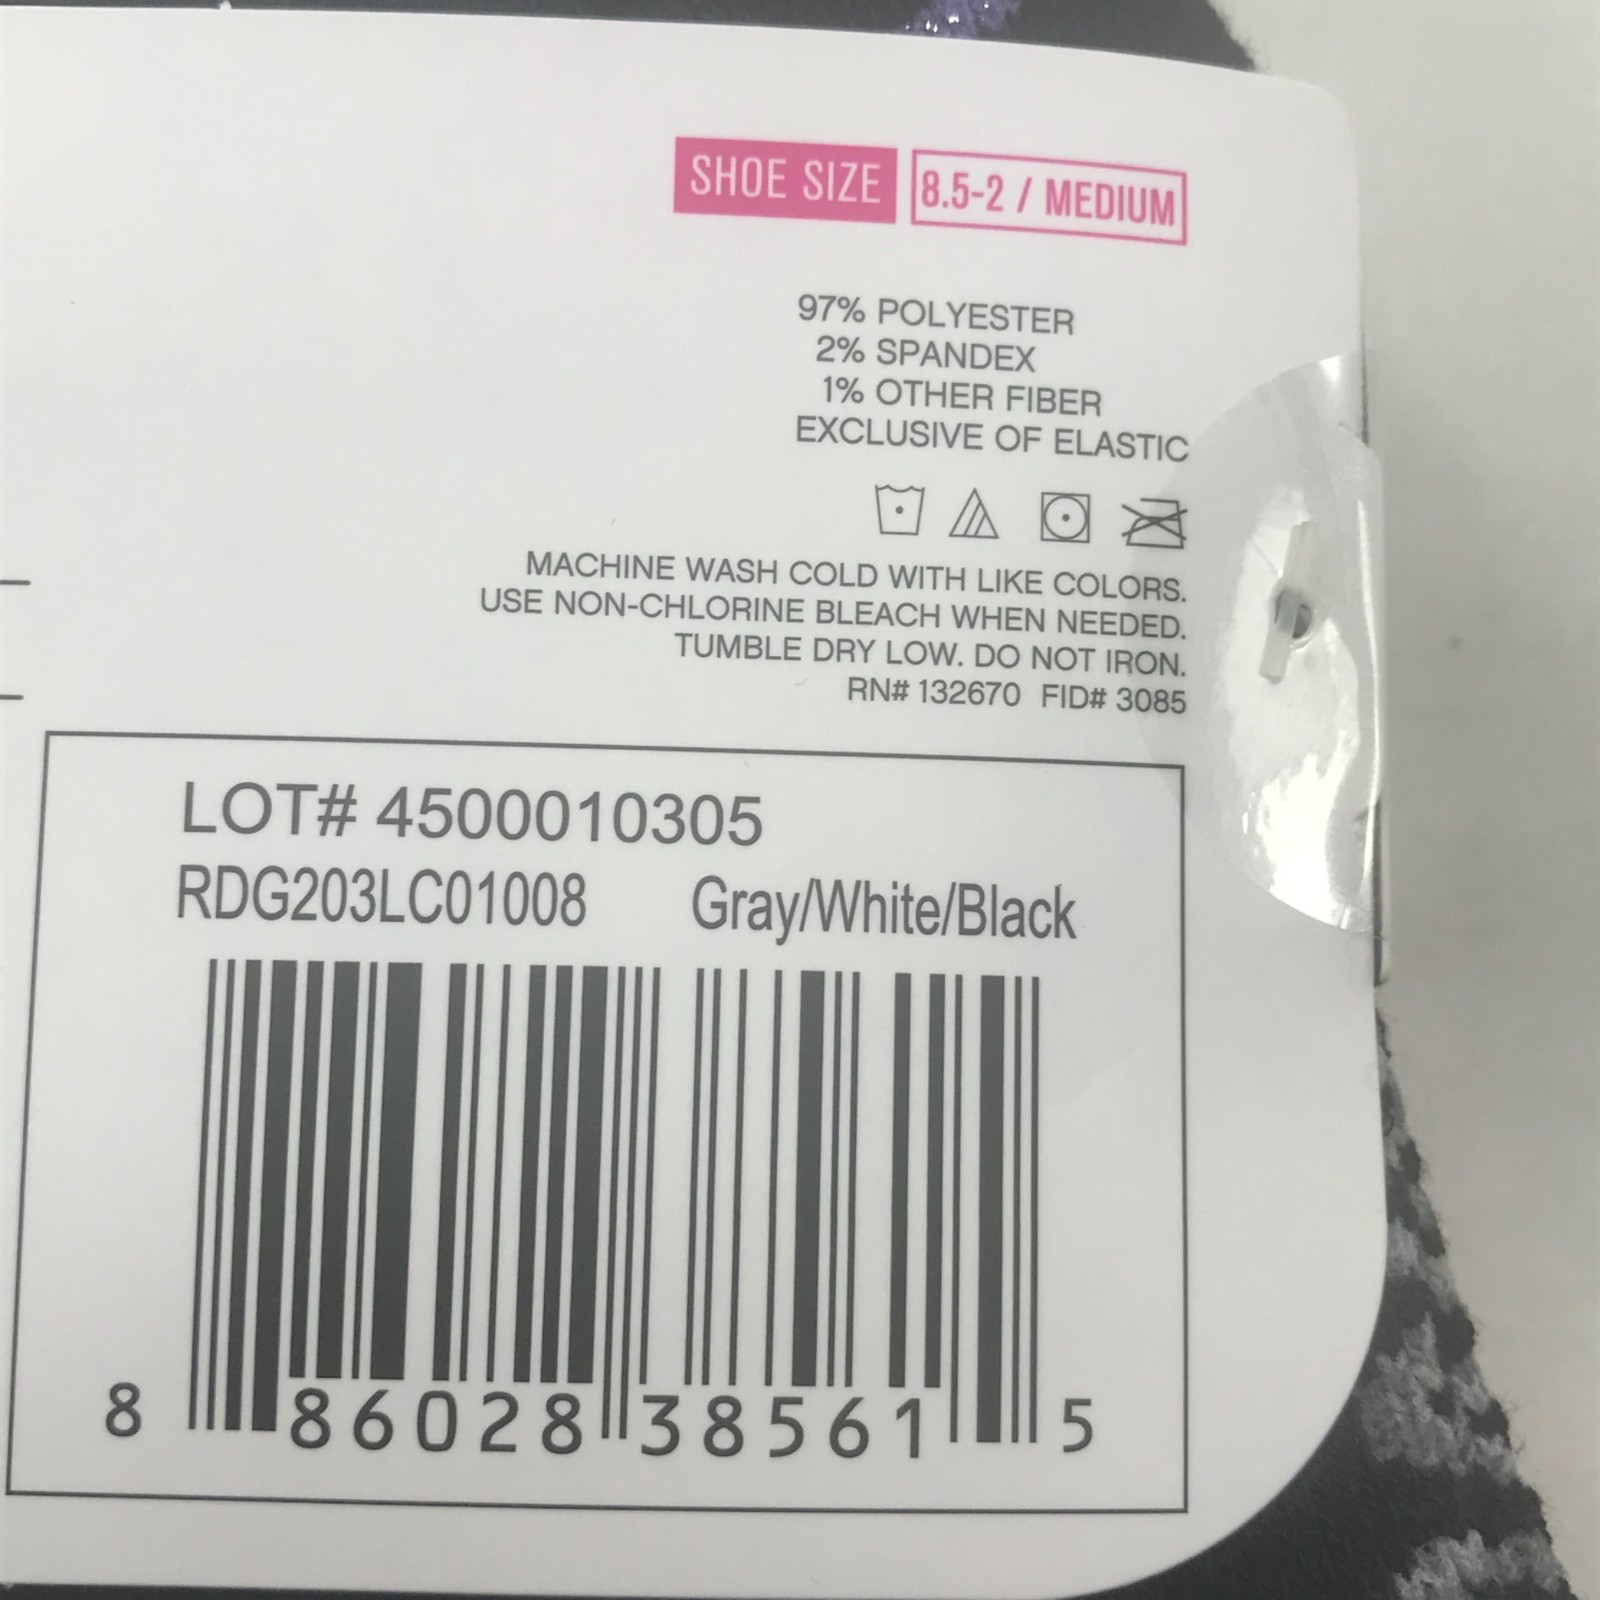 SHOE SIZE 8.5-2 / MEDIUM
97% POLYESTER
2% SPANDEX
1% OTHER FIBER
EXCLUSIVE OF ELASTIC
MACHINE WASH COLD WITH LIKE COLORS.
USE NON-CHLORINE BLEACH WHEN NEEDED.
TUMBLE DRY LOW. DO NOT IRON.
RN# 132670 FID# 3085
LOT# 4500010305
RDG203LC01008 Gray/White/Black
8 86028 38561 5